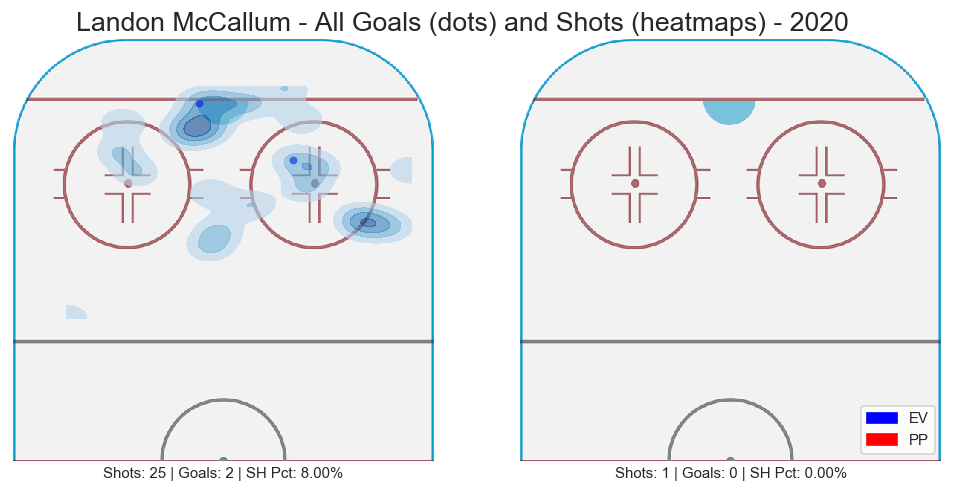 Landon McCallum - All Goals (dots) and Shots (heatmaps) - 2020
EV
PP
Shots: 25 | Goals: 2 | SH Pct: 8.00%
Shots: 1 | Goals: 0 | SH Pct: 0.00%